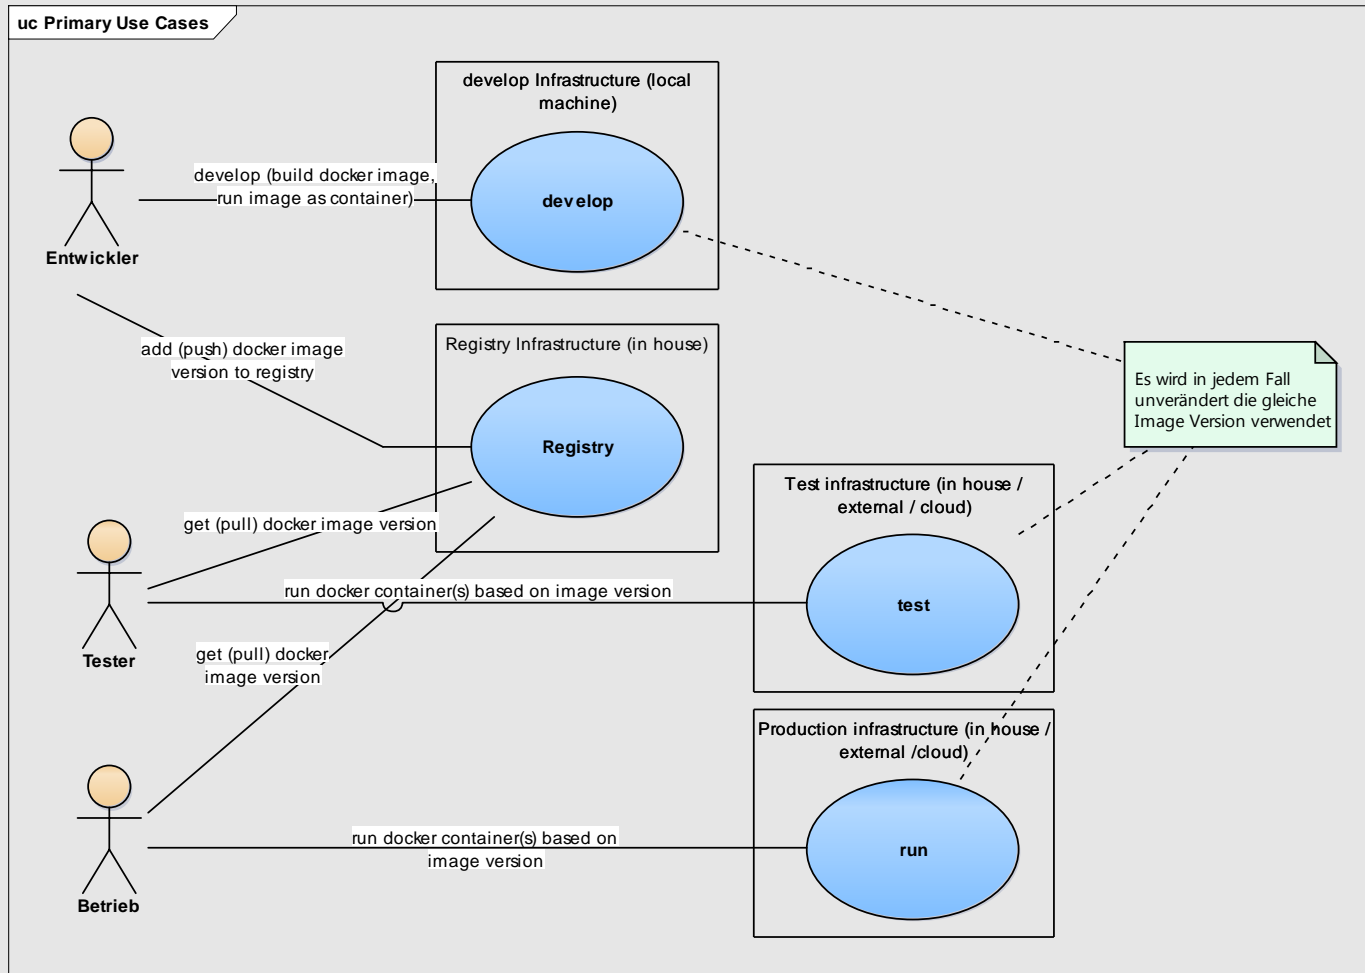 uc Primary Use Cases
develop Infrastructure (local
machine)
develop (build docker image,
run image as container)
develop
Entwickler
add (push) docker image
version to registry
Registry Infrastructure (in house)
Registry
Es wird in jedem Fall
unverändert die gleiche
Image Version verwendet
get (pull) docker image version
Test infrastructure (in house /
external / cloud)
run docker container(s) based on image version
test
Tester
get (pull) docker
image version
Production infrastructure (in house /
external /cloud)
run docker container(s) based on
image version
run
Betrieb